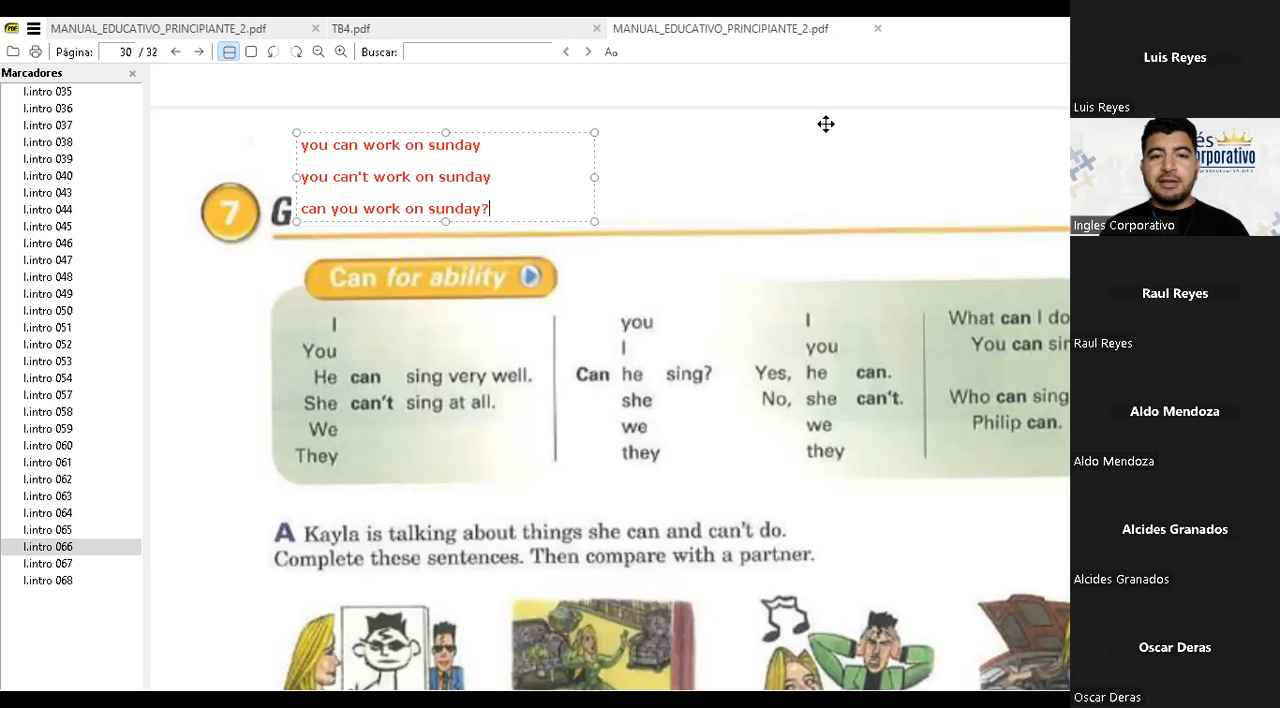 MANUAL_EDUCATIVO_PRINCIPIANTE_2.pdf
TB4.pdf
MANUAL_EDUCATIVO_PRINCIPIANTE_2.pdf
Página: 30 / 32
Buscar:
Marcadores
I.intro 035
I.intro 036
I.intro 037
I.intro 038
I.intro 039
I.intro 040
I.intro 043
I.intro 044
I.intro 045
I.intro 046
I.intro 047
I.intro 048
I.intro 049
I.intro 050
I.intro 051
I.intro 052
I.intro 053
I.intro 054
I.intro 057
I.intro 058
I.intro 059
I.intro 060
I.intro 061
I.intro 062
I.intro 063
I.intro 064
I.intro 065
I.intro 066
I.intro 067
I.intro 068
you can work on sunday
you can't work on sunday
can you work on sunday?
7 G
Can for ability
I
You
He can sing very well.
She can't sing at all.
We
They
you
I
Can he sing?
she
we
they
I
you
Yes, he can.
No, she can't.
we
they
What can I do
You can sin
Who can sing
Philip can.
A Kayla is talking about things she can and can't do.
Complete these sentences. Then compare with a partner.
Luis Reyes
Luis Reyes
és
orporativo
Ingles Corporativo
Raul Reyes
Raul Reyes
Aldo Mendoza
Aldo Mendoza
Alcides Granados
Alcides Granados
Oscar Deras
Oscar Deras